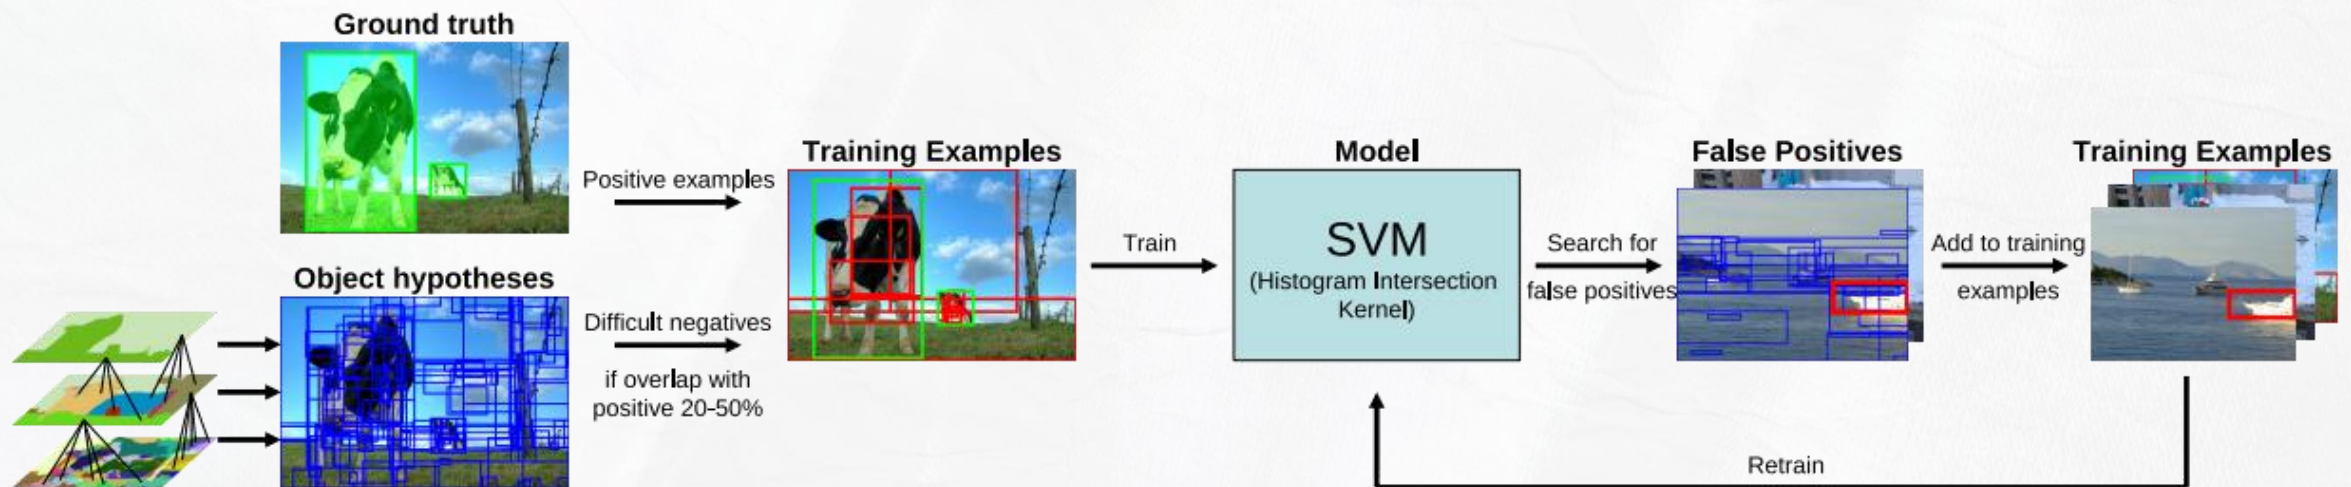 Ground truth
Positive examples
Object hypotheses
Difficult negatives
if overlap with
positive 20-50%
Training Examples
Train
Model
SVM
(Histogram Intersection
Kernel)
Search for
false positives
False Positives
Add to training
examples
Training Examples
Retrain